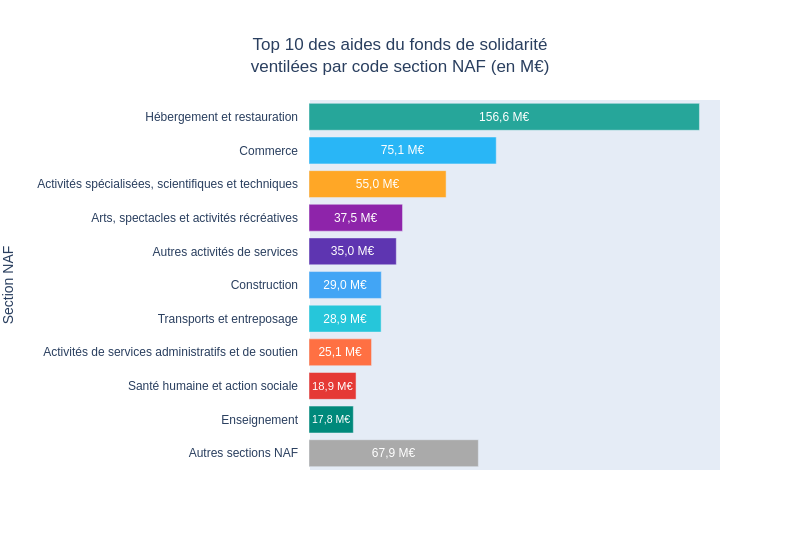 Top 10 des aides du fonds de solidarité
ventilées par code section NAF (en M€)
Section NAF
Hébergement et restauration 156,6 M€
Commerce 75,1 M€
Activités spécialisées, scientifiques et techniques 55,0 M€
Arts, spectacles et activités récréatives 37,5 M€
Autres activités de services 35,0 M€
Construction 29,0 M€
Transports et entreposage 28,9 M€
Activités de services administratifs et de soutien 25,1 M€
Santé humaine et action sociale 18,9 M€
Enseignement 17,8 M€
Autres sections NAF 67,9 M€